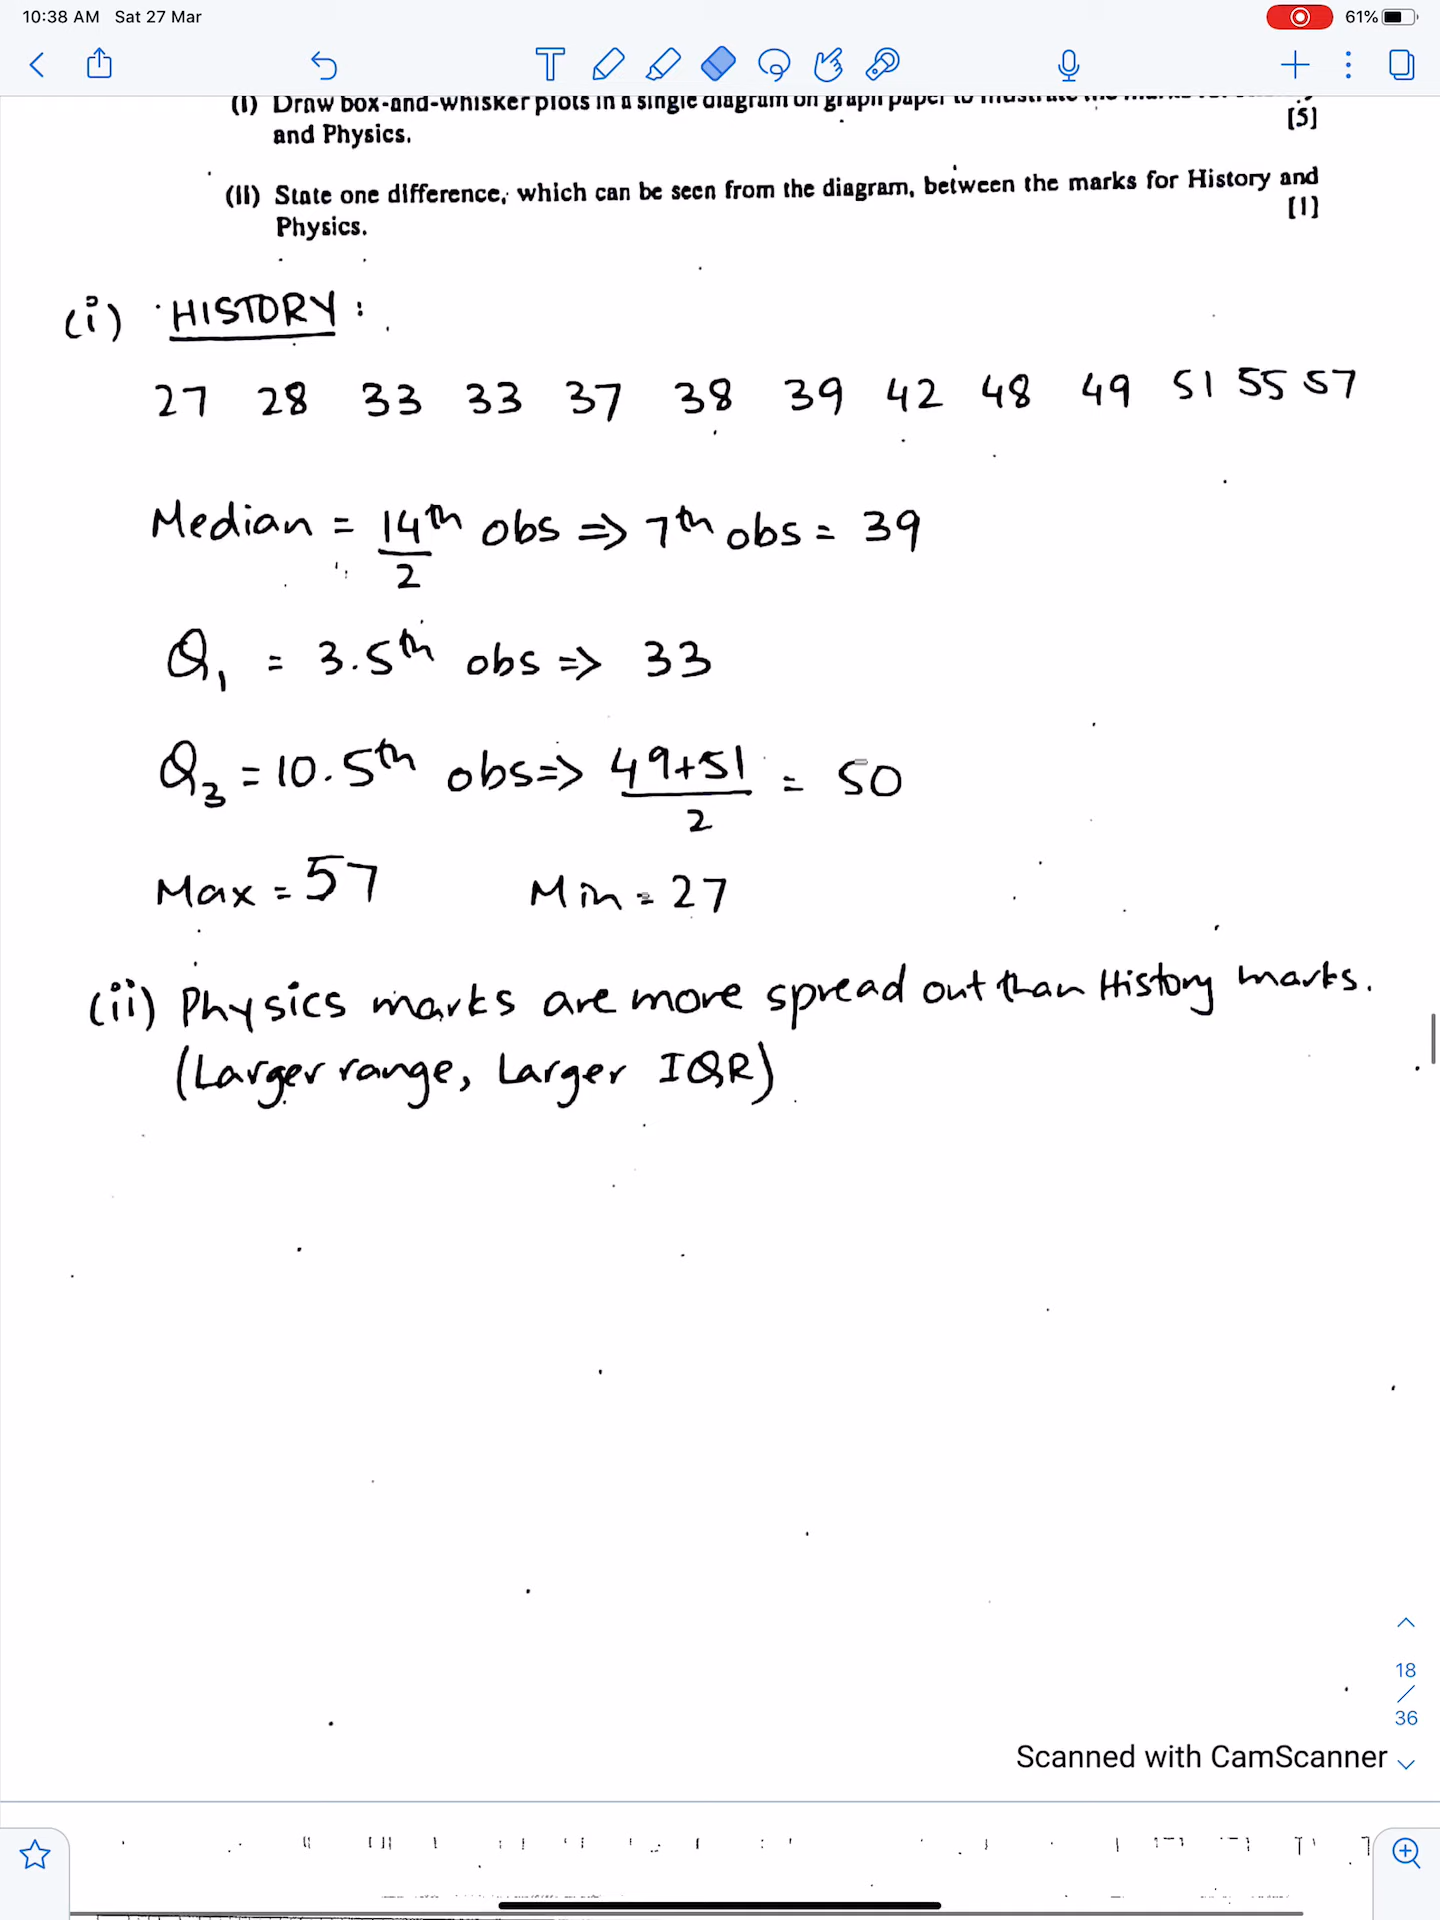 10:38 AM Sat 27 Mar
61%
(i) Draw box-and-whisker plots in a single diagram on graph paper to illustrate the marks for
and Physics. [5]
(ii) State one difference, which can be seen from the diagram, between the marks for History and
Physics. [1]
(i) HISTORY :
27 28 33 33 37 38 39 42 48 49 51 55 57
Median = 14th/2 obs => 7th obs = 39
Q1 = 3.5th obs => 33
Q3 = 10.5th obs => 49+51/2 = 50
Max = 57 Min = 27
(ii) Physics marks are more spread out than History marks.
(Larger range, Larger IQR)
18
/
36
Scanned with CamScanner